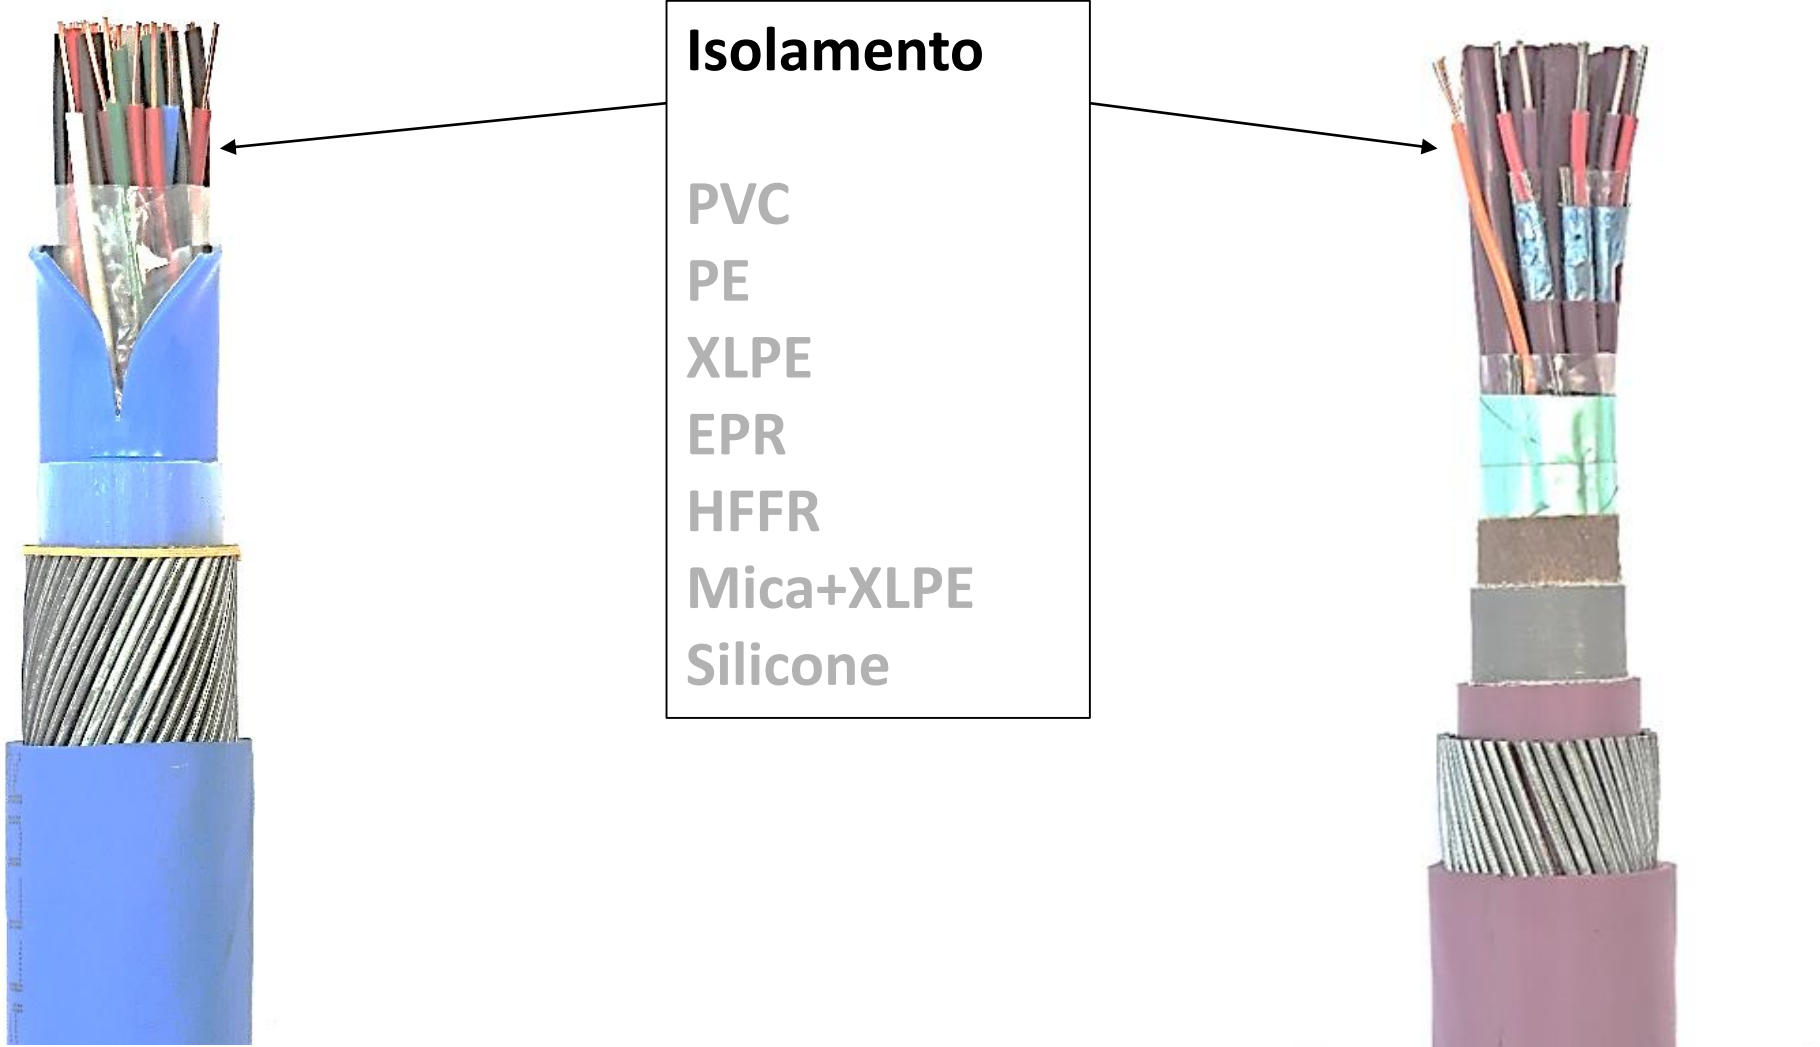 Isolamento
PVC
PE
XLPE
EPR
HFFR
Mica+XLPE
Silicone